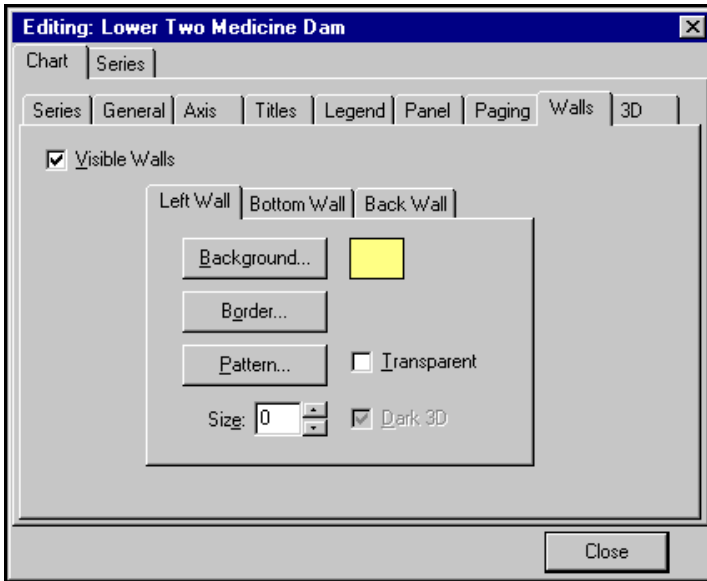 Editing: Lower Two Medicine Dam
Chart Series
Series General Axis Titles Legend Panel Paging Walls 3D
Visible Walls
Left Wall Bottom Wall Back Wall
Background...
Border...
Pattern... Transparent
Size: 0 Dark 3D
Close